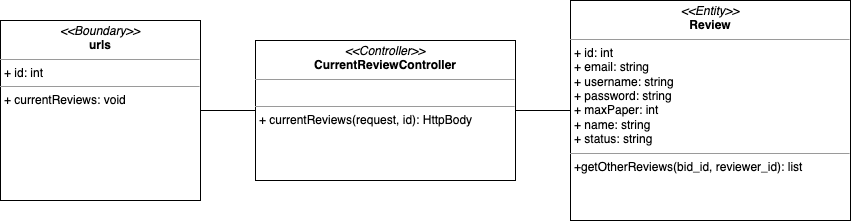 <<Boundary>>
urls
+ id: int
+ currentReviews: void
<<Controller>>
CurrentReviewController
+ currentReviews(request, id): HttpBody
<<Entity>>
Review
+ id: int
+ email: string
+ username: string
+ password: string
+ maxPaper: int
+ name: string
+ status: string
+getOtherReviews(bid_id, reviewer_id): list